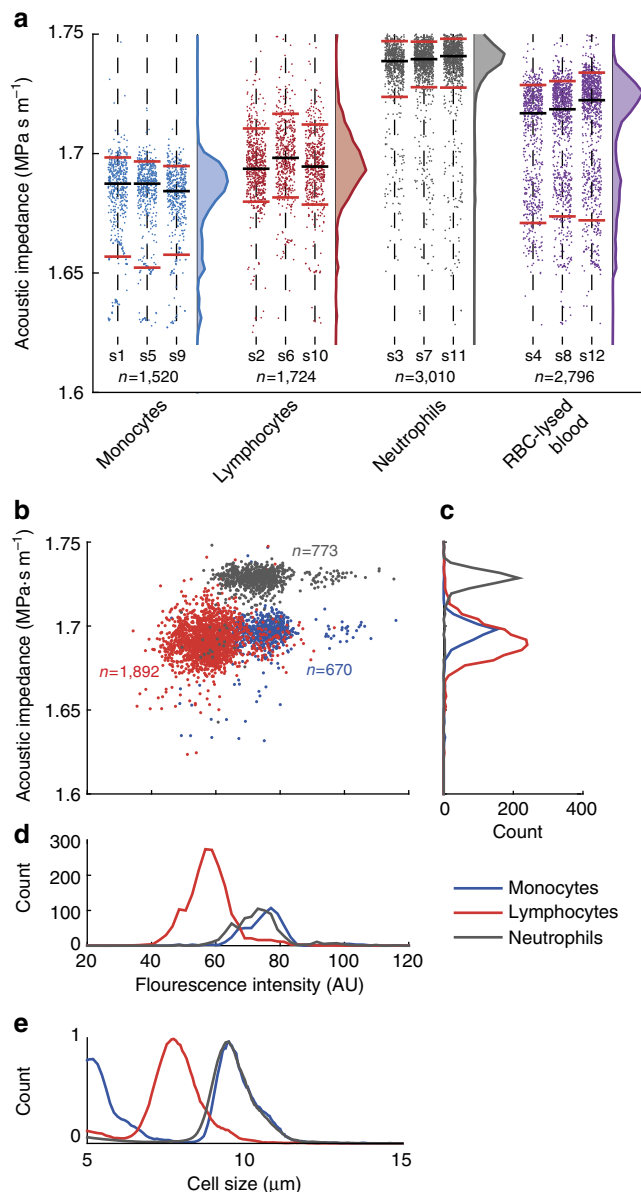 a
Acoustic impedance (MPa s m⁻¹)
1.75
1.7
1.65
1.6
s1 s5 s9 s2 s6 s10 s3 s7 s11 s4 s8 s12
n=1,520 n=1,724 n=3,010 n=2,796
Monocytes
Lymphocytes
Neutrophils
RBC-lysed
blood
b
Acoustic impedance (MPa·s m⁻¹)
1.75
1.7
1.65
1.6
n=773
n=1,892
n=670
c
0 200 400
Count
d
Count
300
200
100
0
20 40 60 80 100 120
Flourescence intensity (AU)
Monocytes
Lymphocytes
Neutrophils
e
Count
1
0
5 10 15
Cell size (μm)